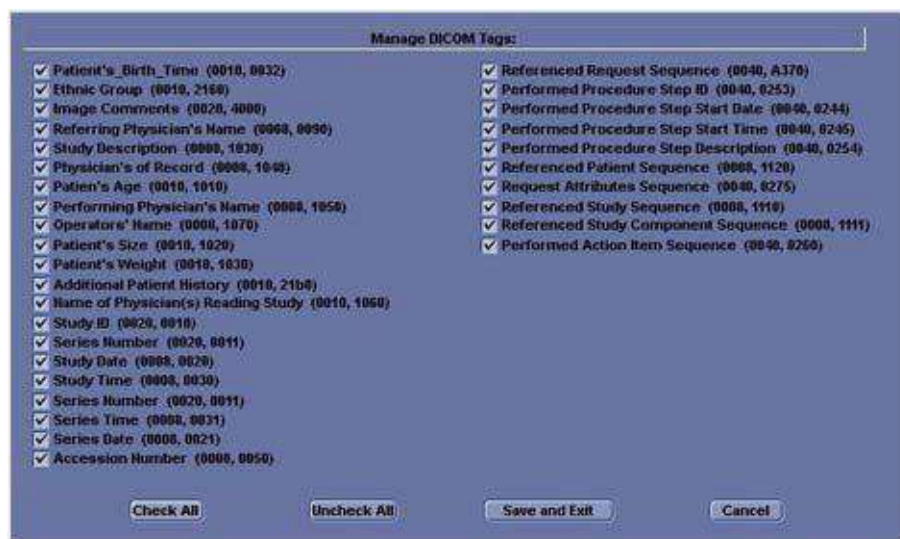 Manage DICOM Tags:
Patient's_Birth_Time (0010, 0032)
Ethnic Group (0010, 2160)
Image Comments (0020, 4000)
Referring Physician's Name (0008, 0090)
Study Description (0008, 1030)
Physician's of Record (0008, 1048)
Patien's Age (0010, 1010)
Performing Physician's Name (0008, 1050)
Operators' Name (0008, 1070)
Patient's Size (0010, 1020)
Patient's Weight (0010, 1030)
Additional Patient History (0010, 21b0)
Name of Physician(s) Reading Study (0010, 1060)
Study ID (0020, 0010)
Series Number (0020, 0011)
Study Date (0008, 0020)
Study Time (0008, 0030)
Series Number (0020, 0011)
Series Time (0008, 0031)
Series Date (0008, 0021)
Accession Number (0008, 0050)
Referenced Request Sequence (0040, A370)
Performed Procedure Step ID (0040, 0253)
Performed Procedure Step Start Date (0040, 0244)
Performed Procedure Step Start Time (0040, 0245)
Performed Procedure Step Description (0040, 0254)
Referenced Patient Sequence (0008, 1120)
Request Attributes Sequence (0040, 0275)
Referenced Study Sequence (0008, 1110)
Referenced Study Component Sequence (0008, 1111)
Performed Action Item Sequence (0040, 0260)
Check All
Uncheck All
Save and Exit
Cancel